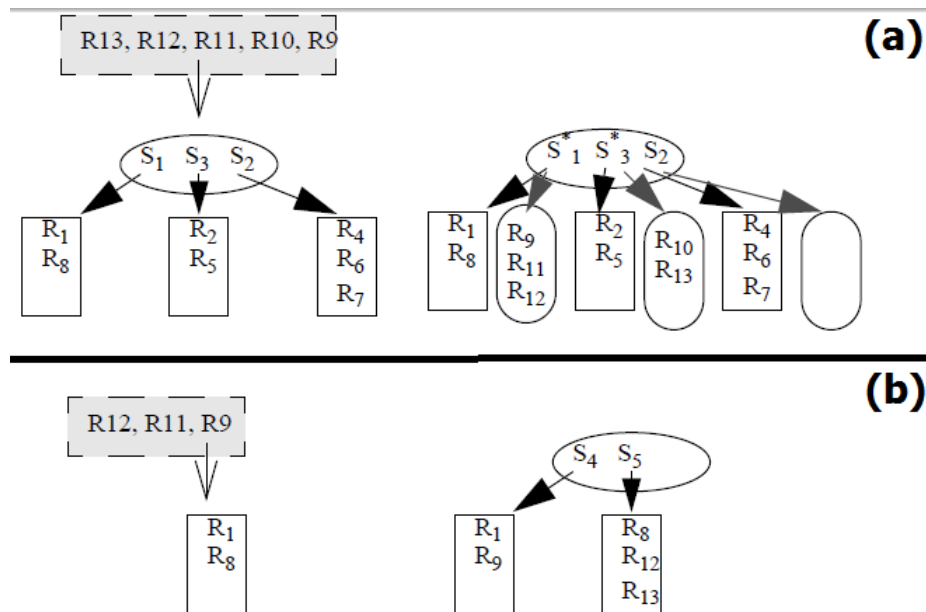 (a)
R13, R12, R11, R10, R9
S1 S3 S2
S*1 S*3 S2
R1 R2 R4
R8 R5 R6
R7
R1 R9 R2 R10 R4
R8 R11 R5 R13 R6
R12 R7
(b)
R12, R11, R9
S4 S5
R1
R8
R1 R8
R9 R12
R13